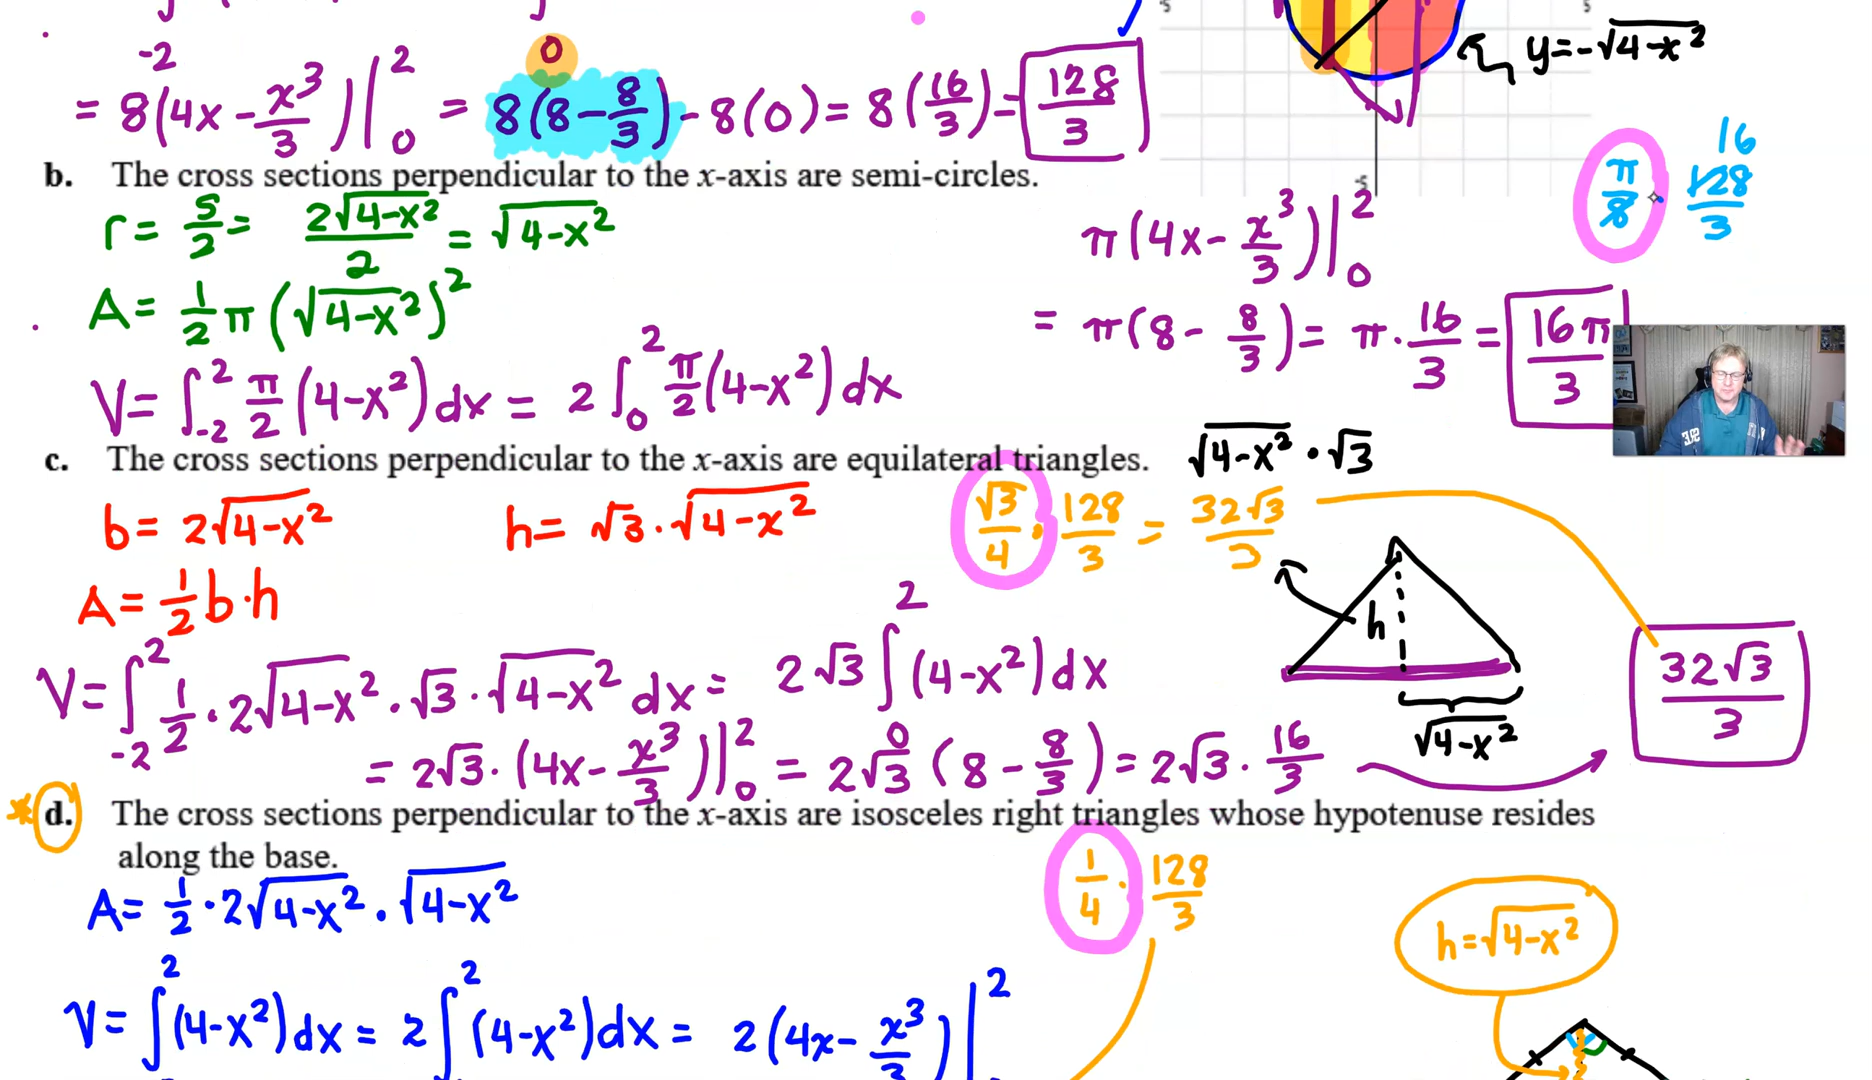 -5 5
y=-√(4-x²)
-2 0
= 8(4x - x³/3)|₀² = 8(8 - 8/3) - 8(0) = 8(16/3) = 128/3
b. The cross sections perpendicular to the x-axis are semi-circles.
-5
π/8 · 128/3 16
r = s/2 = 2√(4-x²)/2 = √(4-x²)
π(4x - x³/3)|₀²
A = 1/2 π(√(4-x²))²
= π(8 - 8/3) = π · 16/3 = 16π/3
V = ∫₋₂² π/2 (4-x²)dx = 2∫₀² π/2 (4-x²)dx
c. The cross sections perpendicular to the x-axis are equilateral triangles.
√(4-x²) · √3
b = 2√(4-x²) h = √3 · √(4-x²)
√3/4 · 128/3 = 32√3/3
A = 1/2 b·h
h
V = ∫₋₂² 1/2 · 2√(4-x²) · √3 · √(4-x²) dx = 2√3 ∫₀² (4-x²)dx
32√3/3
√(4-x²)
= 2√3 · (4x - x³/3)|₀² = 2√3 (8 - 8/3) = 2√3 · 16/3
*d. The cross sections perpendicular to the x-axis are isosceles right triangles whose hypotenuse resides
along the base.
1/4 · 128/3
A = 1/2 · 2√(4-x²) · √(4-x²)
h = √(4-x²)
V = ∫² (4-x²)dx = 2∫² (4-x²)dx = 2(4x - x³/3)|²